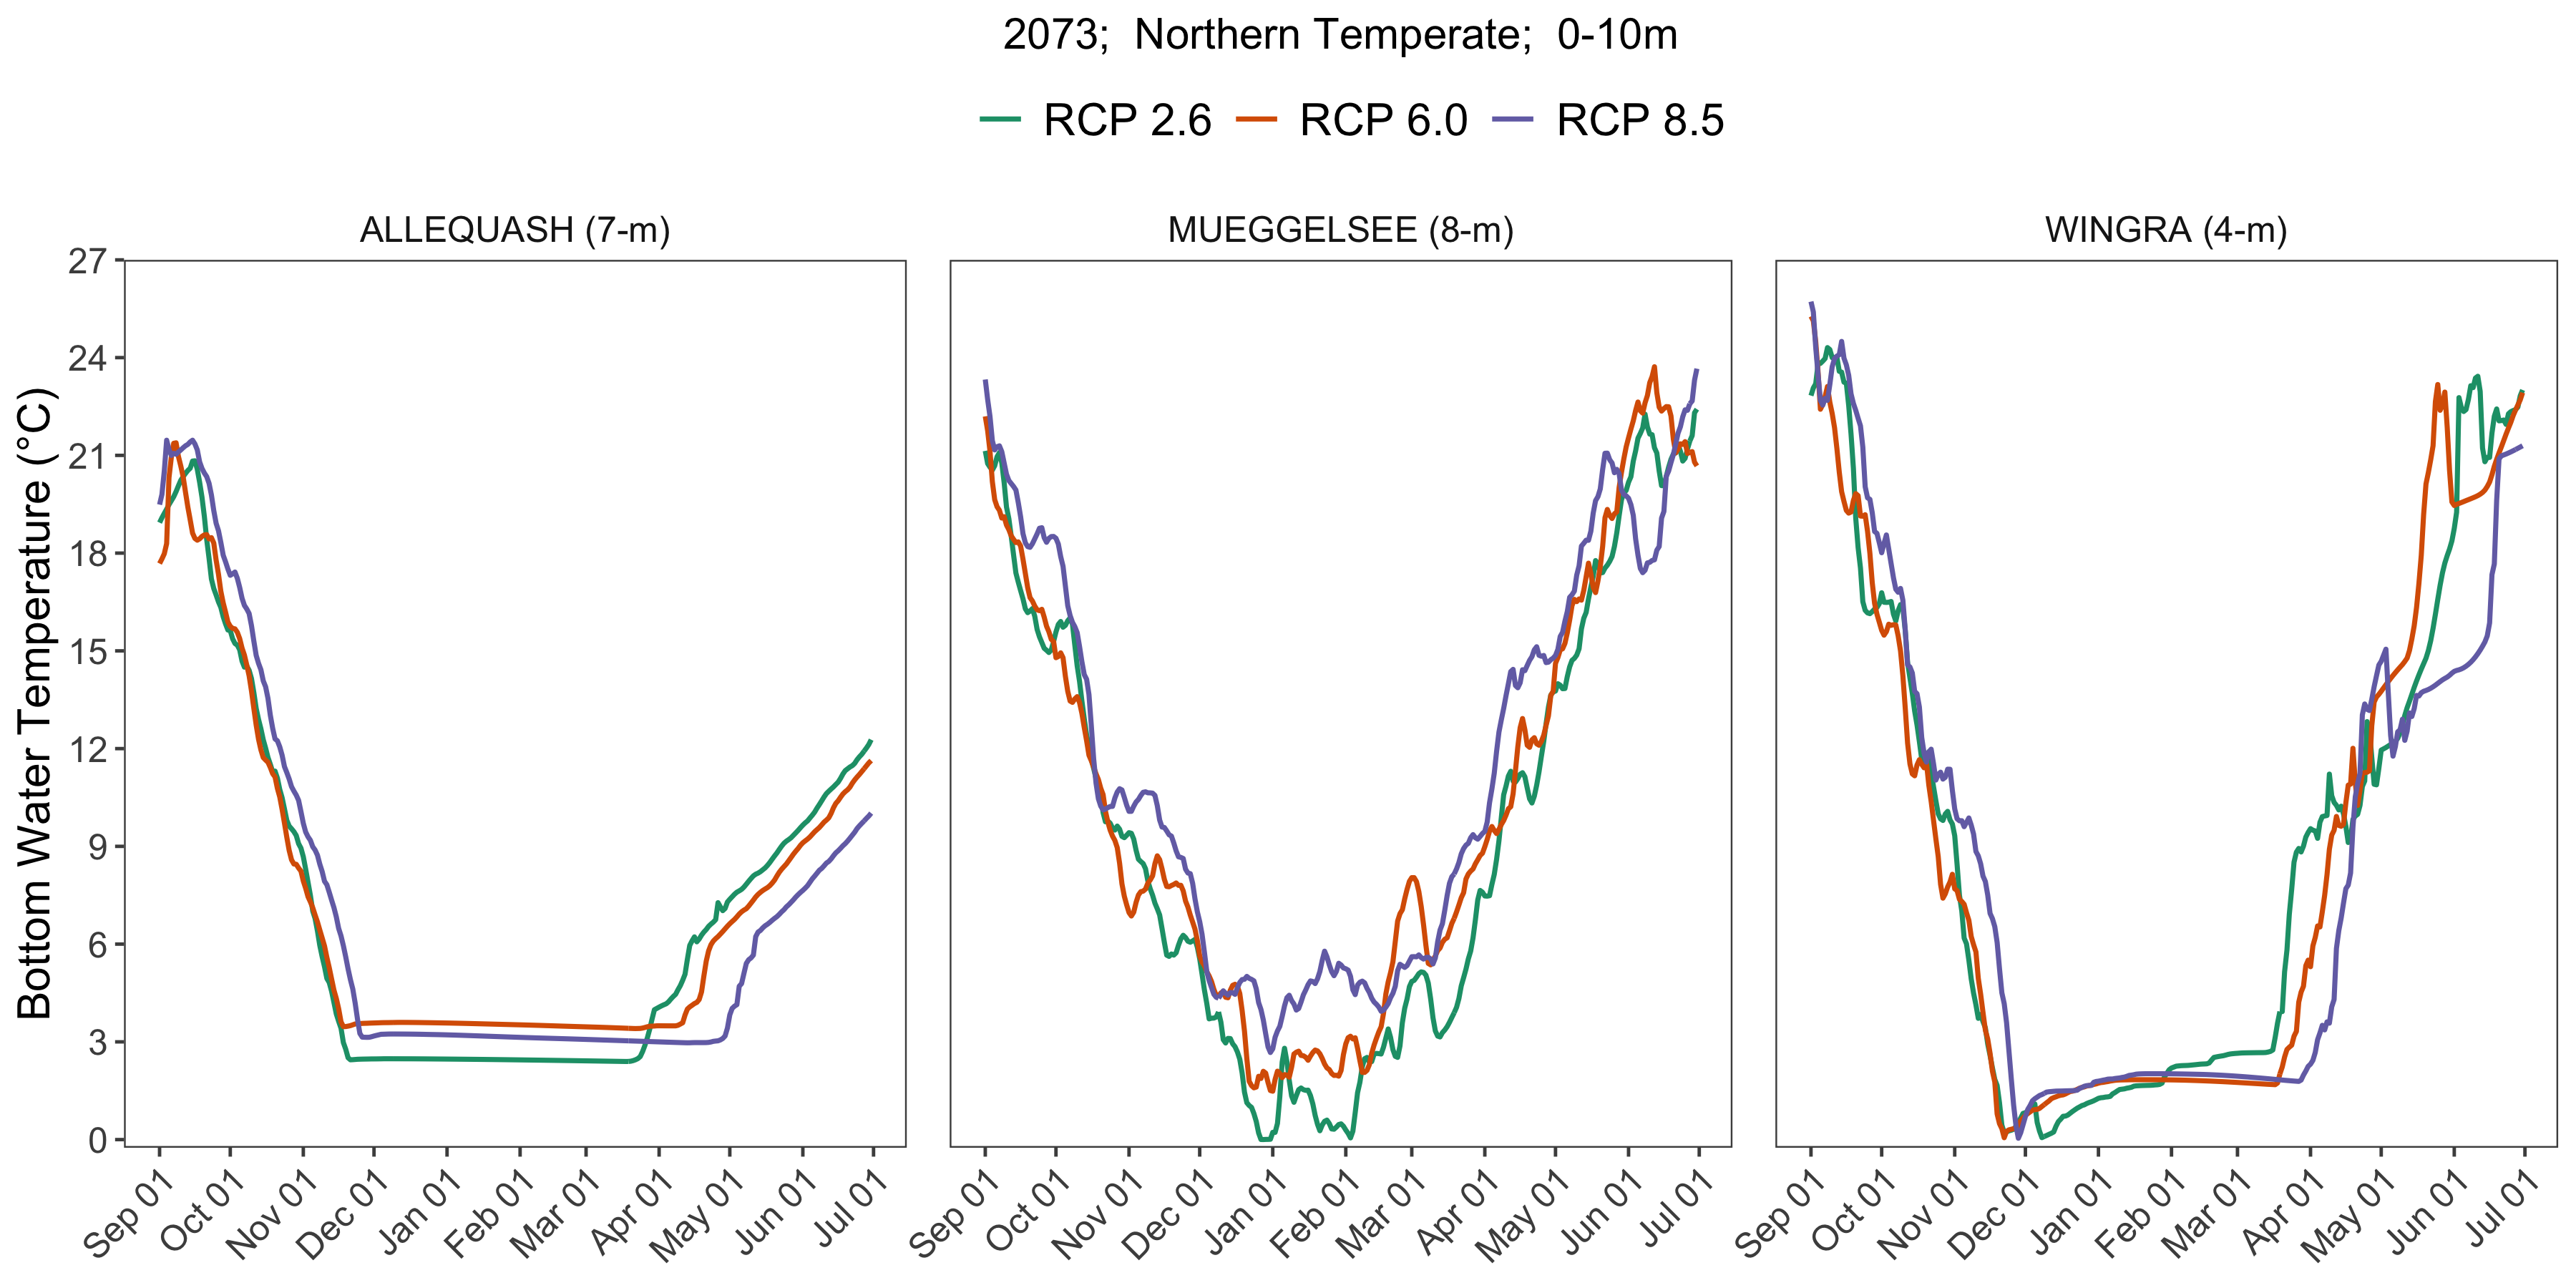 2073;  Northern Temperate;  0-10m
RCP 2.6 RCP 6.0 RCP 8.5
ALLEQUASH (7-m) MUEGGELSEE (8-m) WINGRA (4-m)
Bottom Water Temperature (°C)
27
24
21
18
15
12
9
6
3
0
Sep 01 Oct 01 Nov 01 Dec 01 Jan 01 Feb 01 Mar 01 Apr 01 May 01 Jun 01 Jul 01
Sep 01 Oct 01 Nov 01 Dec 01 Jan 01 Feb 01 Mar 01 Apr 01 May 01 Jun 01 Jul 01
Sep 01 Oct 01 Nov 01 Dec 01 Jan 01 Feb 01 Mar 01 Apr 01 May 01 Jun 01 Jul 01